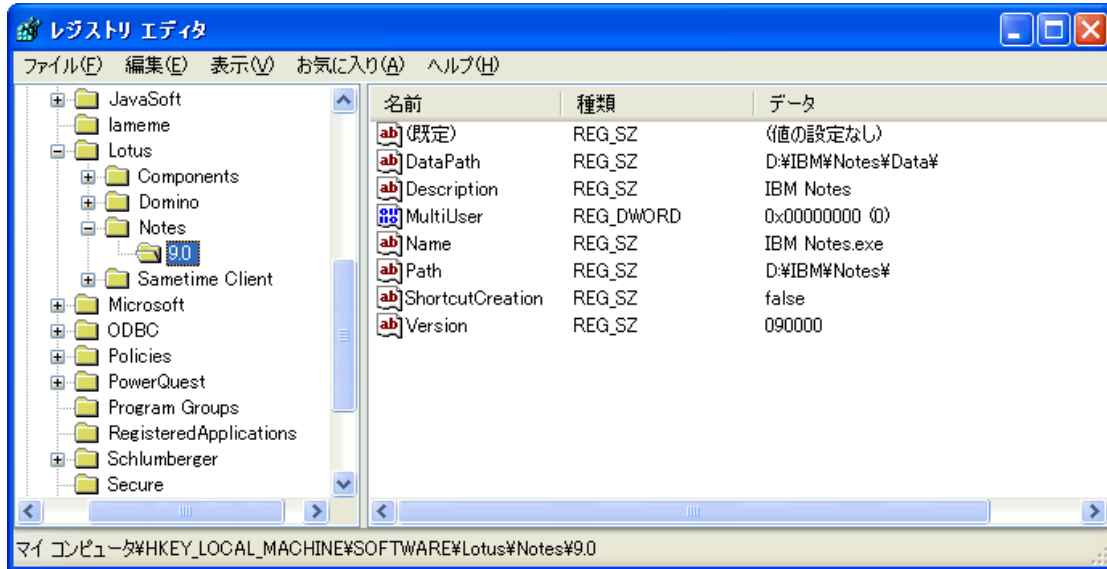 レジストリ エディタ
ファイル(F) 編集(E) 表示(V) お気に入り(A) ヘルプ(H)
JavaSoft
lameme
Lotus
Components
Domino
Notes
9.0
Sametime Client
Microsoft
ODBC
Policies
PowerQuest
Program Groups
RegisteredApplications
Schlumberger
Secure
名前 種類 データ
(既定) REG_SZ (値の設定なし)
DataPath REG_SZ D:¥IBM¥Notes¥Data¥
Description REG_SZ IBM Notes
MultiUser REG_DWORD 0x00000000 (0)
Name REG_SZ IBM Notes.exe
Path REG_SZ D:¥IBM¥Notes¥
ShortcutCreation REG_SZ false
Version REG_SZ 090000
マイ コンピュータ¥HKEY_LOCAL_MACHINE¥SOFTWARE¥Lotus¥Notes¥9.0